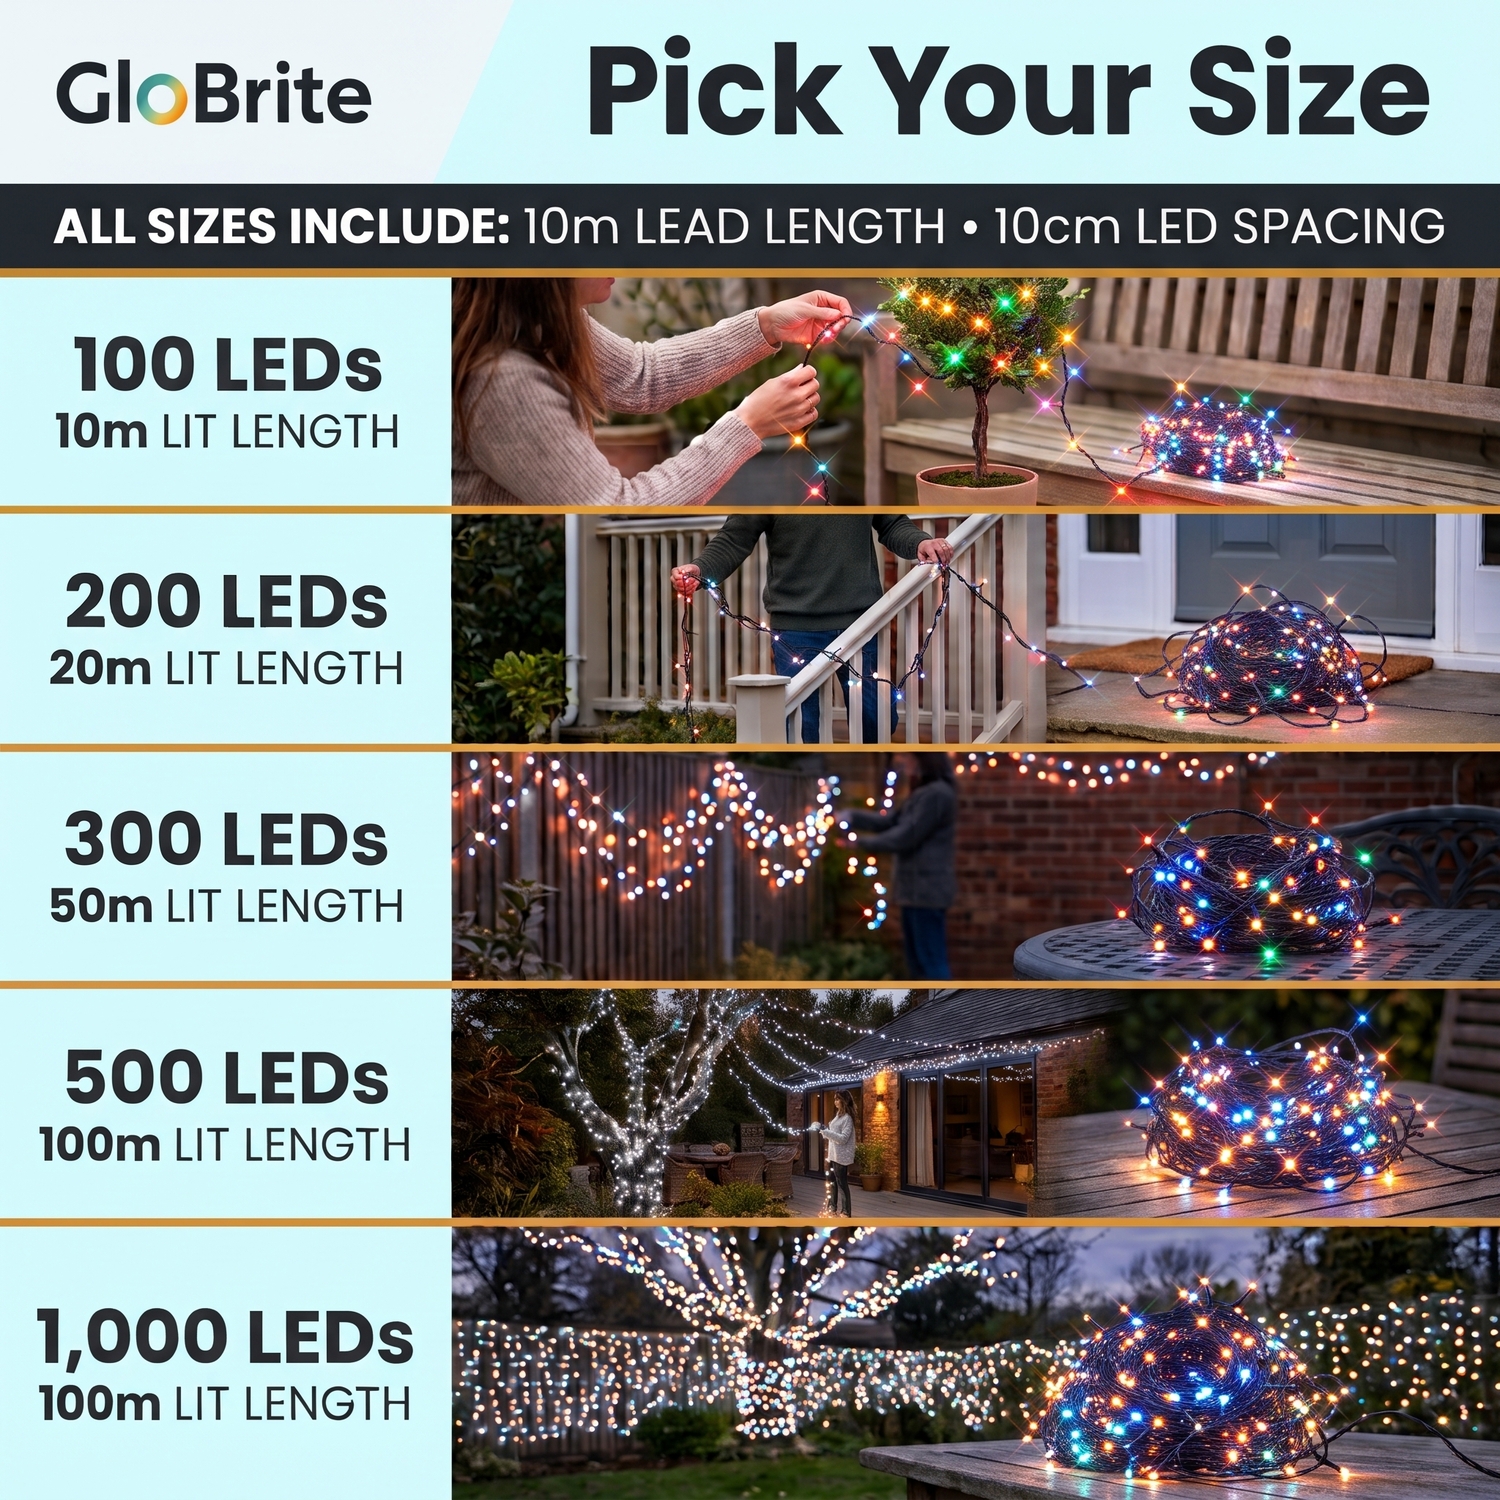 GloBrite
Pick Your Size
ALL SIZES INCLUDE: 10m LEAD LENGTH • 10cm LED SPACING
100 LEDs
10m LIT LENGTH
200 LEDs
20m LIT LENGTH
300 LEDs
50m LIT LENGTH
500 LEDs
100m LIT LENGTH
1,000 LEDs
100m LIT LENGTH